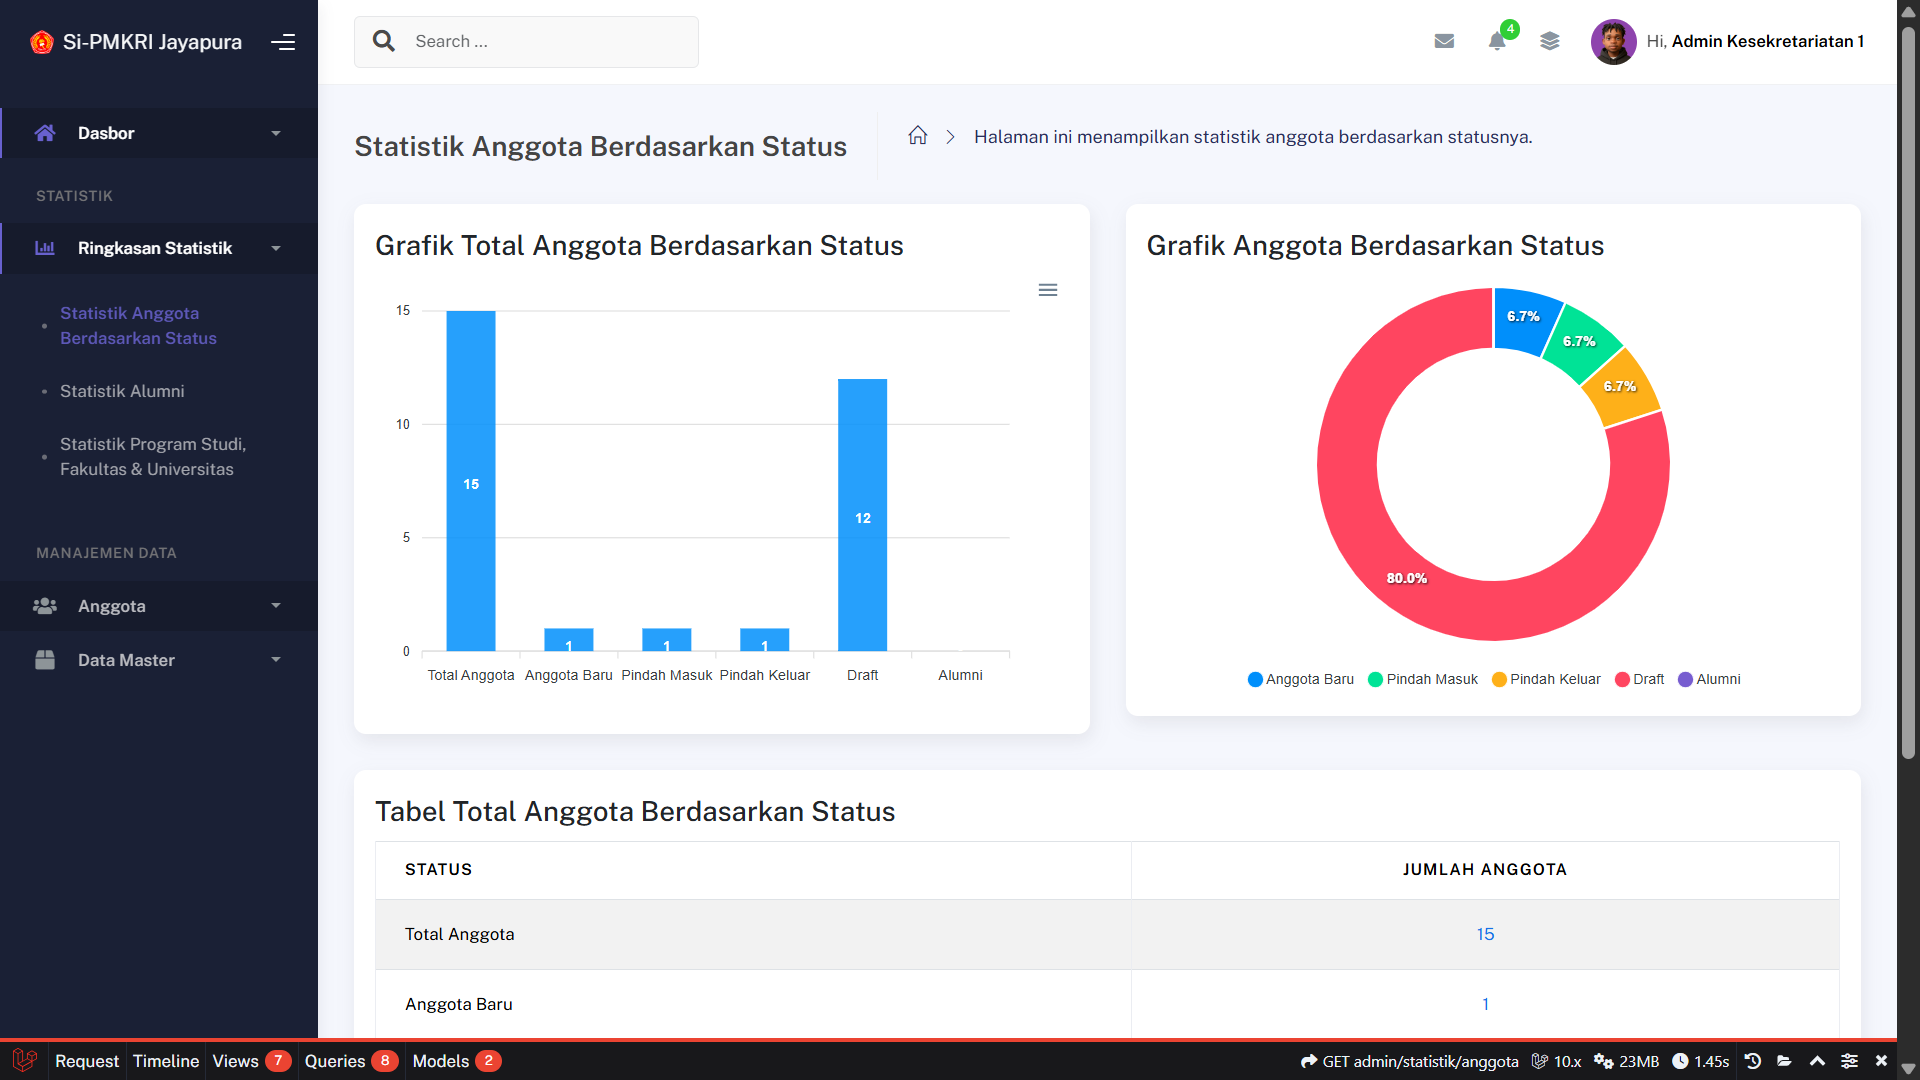 Si-PMKRI Jayapura
Search ...
4
Hi, Admin Kesekretariatan 1
Dasbor
STATISTIK
Ringkasan Statistik
Statistik Anggota
Berdasarkan Status
Statistik Alumni
Statistik Program Studi,
Fakultas & Universitas
MANAJEMEN DATA
Anggota
Data Master
Statistik Anggota Berdasarkan Status
Halaman ini menampilkan statistik anggota berdasarkan statusnya.
Grafik Total Anggota Berdasarkan Status
15
10
5
0
15
1
1
1
12
Total Anggota
Anggota Baru
Pindah Masuk
Pindah Keluar
Draft
Alumni
Grafik Anggota Berdasarkan Status
6.7%
6.7%
6.7%
80.0%
Anggota Baru
Pindah Masuk
Pindah Keluar
Draft
Alumni
Tabel Total Anggota Berdasarkan Status
STATUS JUMLAH ANGGOTA
Total Anggota 15
Anggota Baru 1
Request Timeline Views 7 Queries 8 Models 2 GET admin/statistik/anggota 10.x 23MB 1.45s